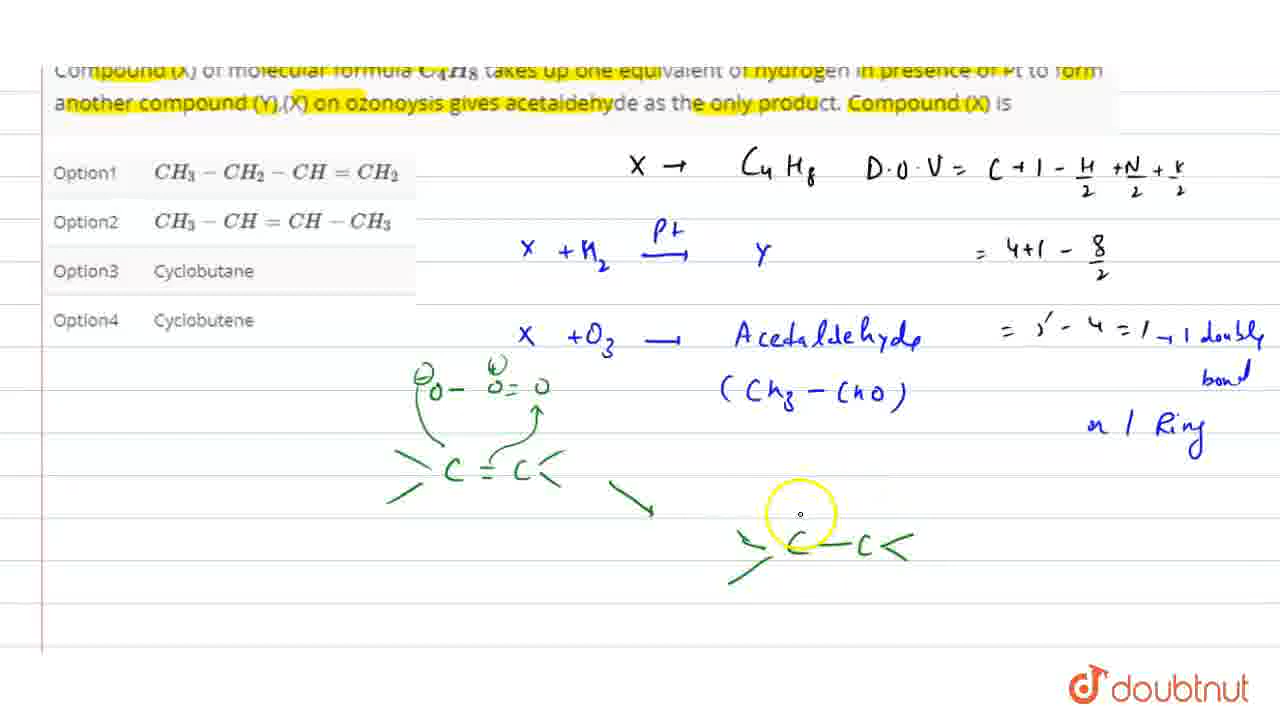 Compound (X) of molecular formula C₄H₈ takes up one equivalent of hydrogen in presence of Pt to form
another compound (Y),(X) on ozonoysis gives acetaldehyde as the only product. Compound (X) is
Option1 CH₃ − CH₂ − CH = CH₂
Option2 CH₃ − CH = CH − CH₃
Option3 Cyclobutane
Option4 Cyclobutene
X → C₄H₈ D.O.V = C + 1 - H/2 + N/2 + X/2
= 4+1 - 8/2
= 5 - 4 = 1 → 1 double bond
or 1 Ring
X + H₂ Pt → Y
X + O₃ → Acetaldehyde
(CH₃ - CHO)
⊖O - O⊕ = O
C = C
C - C
doubtnut